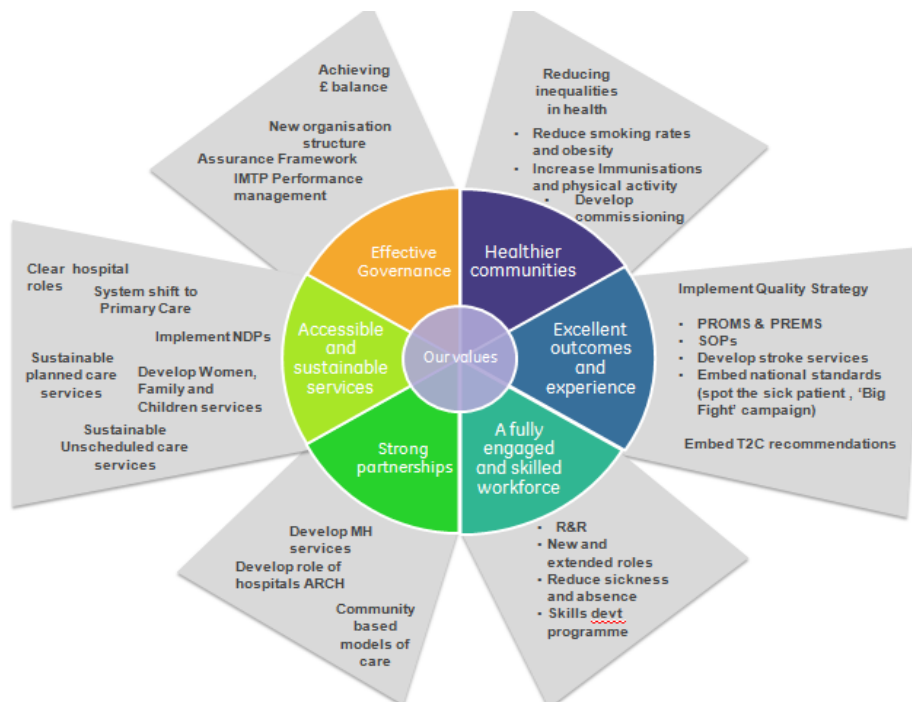 Achieving
£ balance
New organisation
structure
Assurance Framework
IMTP Performance
management
Reducing
inequalities
in health
• Reduce smoking rates
and obesity
• Increase Immunisations
and physical activity
• Develop
commissioning
Effective
Governance
Healthier
communities
Clear hospital
roles
System shift to
Primary Care
Implement NDPs
Sustainable
planned care
services
Develop Women,
Family and
Children services
Sustainable
Unscheduled care
services
Accessible
and
sustainable
services
Our values
Excellent
outcomes
and
experience
Implement Quality Strategy
• PROMS & PREMS
• SOPs
• Develop stroke services
• Embed national standards
(spot the sick patient , ‘Big
Fight’ campaign)
Embed T2C recommendations
Strong
partnerships
A fully
engaged
and skilled
workforce
Develop MH
services
Develop role of
hospitals ARCH
Community
based
models of
care
• R&R
• New and
extended roles
• Reduce sickness
and absence
• Skills devt
programme